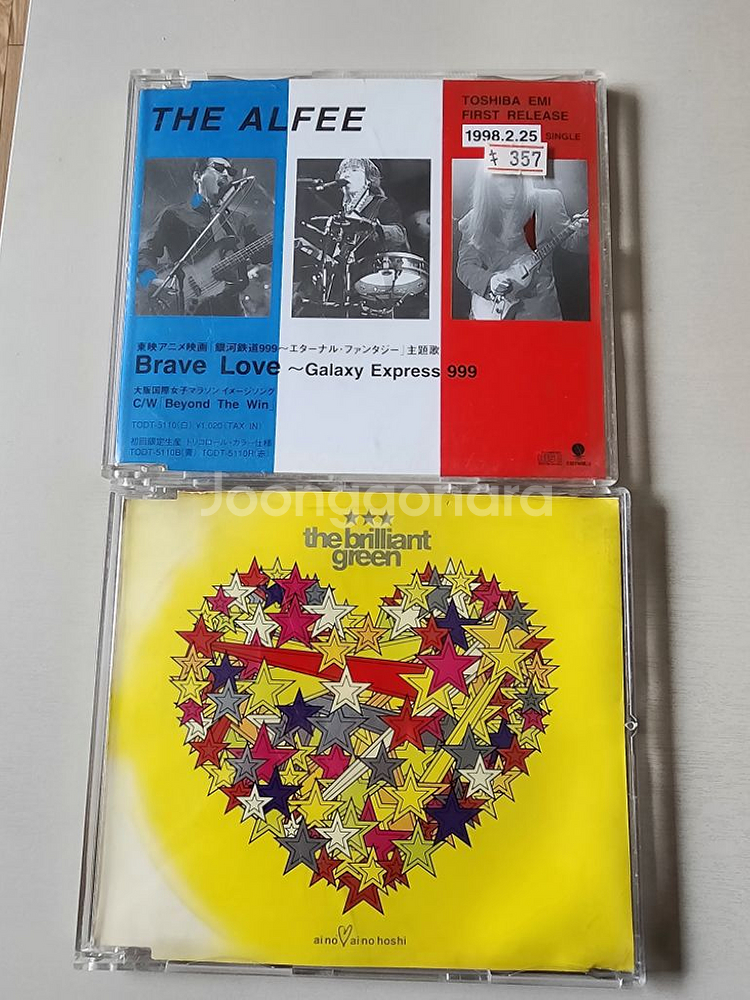 THE ALFEE
TOSHIBA EMI
FIRST RELEASE
1998.2.25 SINGLE
¥ 357
東映アニメ映画「銀河鉄道999～エターナル・ファンタジー」主題歌
Brave Love ～Galaxy Express 999
大阪国際女子マラソン イメージソング
C/W「Beyond The Win」
TODT-5110(白) ¥1,020(TAX IN)
初回限定生産 トリコロール・カラー仕様
TODT-5110B(青) TODT-5110R(赤)
Joonggonara
the brilliant
green
ai no ai no hoshi